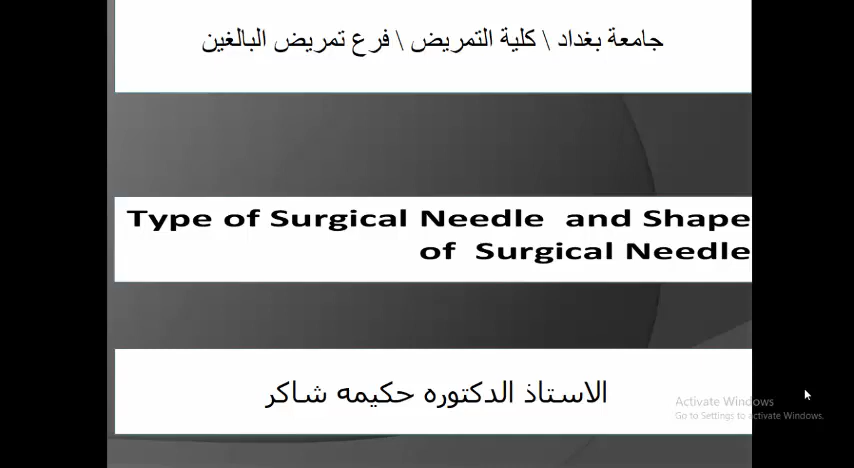 جامعة بغداد \ كلية التمريض \ فرع تمريض البالغين
Type of Surgical Needle and Shape
of Surgical Needle
الاستاذ الدكتوره حكيمه شاكر
Activate Windows
Go to Settings to activate Windows.